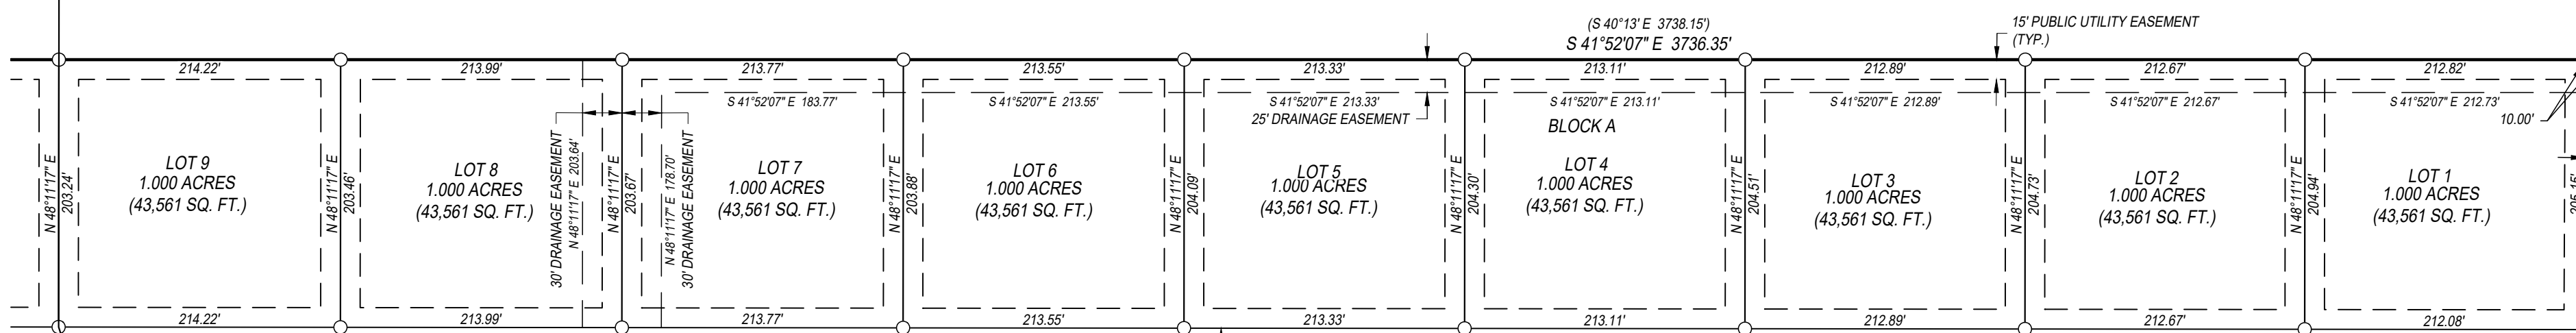 (S 40°13' E 3738.15')
S 41°52'07" E 3736.35'
15' PUBLIC UTILITY EASEMENT
(TYP.)
214.22'
213.99'
213.77'
213.55'
213.33'
213.11'
212.89'
212.67'
212.82'
S 41°52'07" E 183.77'
S 41°52'07" E 213.55'
S 41°52'07" E 213.33'
S 41°52'07" E 213.11'
S 41°52'07" E 212.89'
S 41°52'07" E 212.67'
S 41°52'07" E 212.73'
25' DRAINAGE EASEMENT
10.00'
BLOCK A
N 48°11'17" E
203.24'
LOT 9
1.000 ACRES
(43,561 SQ. FT.)
N 48°11'17" E
203.46'
LOT 8
1.000 ACRES
(43,561 SQ. FT.)
30' DRAINAGE EASEMENT
N 48°11'17" E 203.64'
N 48°11'17" E
203.67'
N 48°11'17" E 178.70'
30' DRAINAGE EASEMENT
LOT 7
1.000 ACRES
(43,561 SQ. FT.)
N 48°11'17" E
203.88'
LOT 6
1.000 ACRES
(43,561 SQ. FT.)
N 48°11'17" E
204.09'
LOT 5
1.000 ACRES
(43,561 SQ. FT.)
N 48°11'17" E
204.30'
LOT 4
1.000 ACRES
(43,561 SQ. FT.)
N 48°11'17" E
204.51'
LOT 3
1.000 ACRES
(43,561 SQ. FT.)
N 48°11'17" E
204.73'
LOT 2
1.000 ACRES
(43,561 SQ. FT.)
N 48°11'17" E
204.94'
LOT 1
1.000 ACRES
(43,561 SQ. FT.)
214.22'
213.99'
213.77'
213.55'
213.33'
213.11'
212.89'
212.67'
212.08'